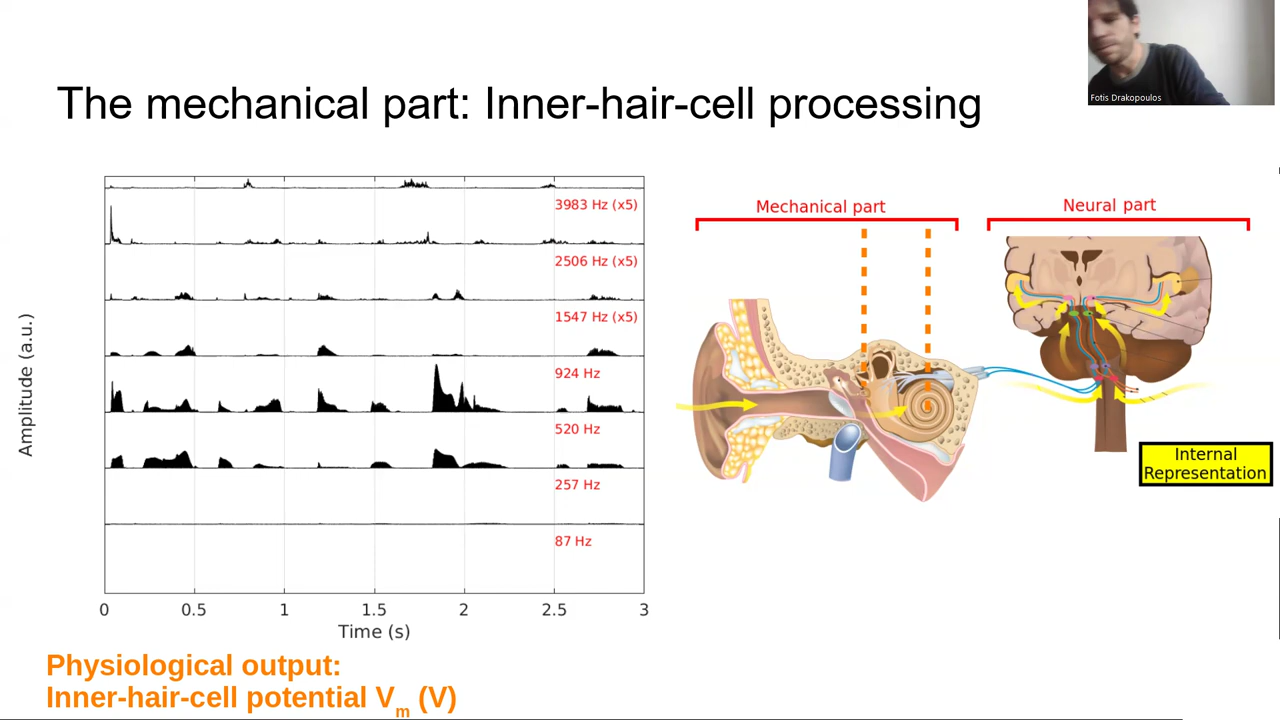 Fotis Drakopoulos
The mechanical part: Inner-hair-cell processing
Amplitude (a.u.)
3983 Hz (x5)
2506 Hz (x5)
1547 Hz (x5)
924 Hz
520 Hz
257 Hz
87 Hz
0 0.5 1 1.5 2 2.5 3
Time (s)
Mechanical part
Neural part
Internal
Representation
Physiological output:
Inner-hair-cell potential Vm (V)